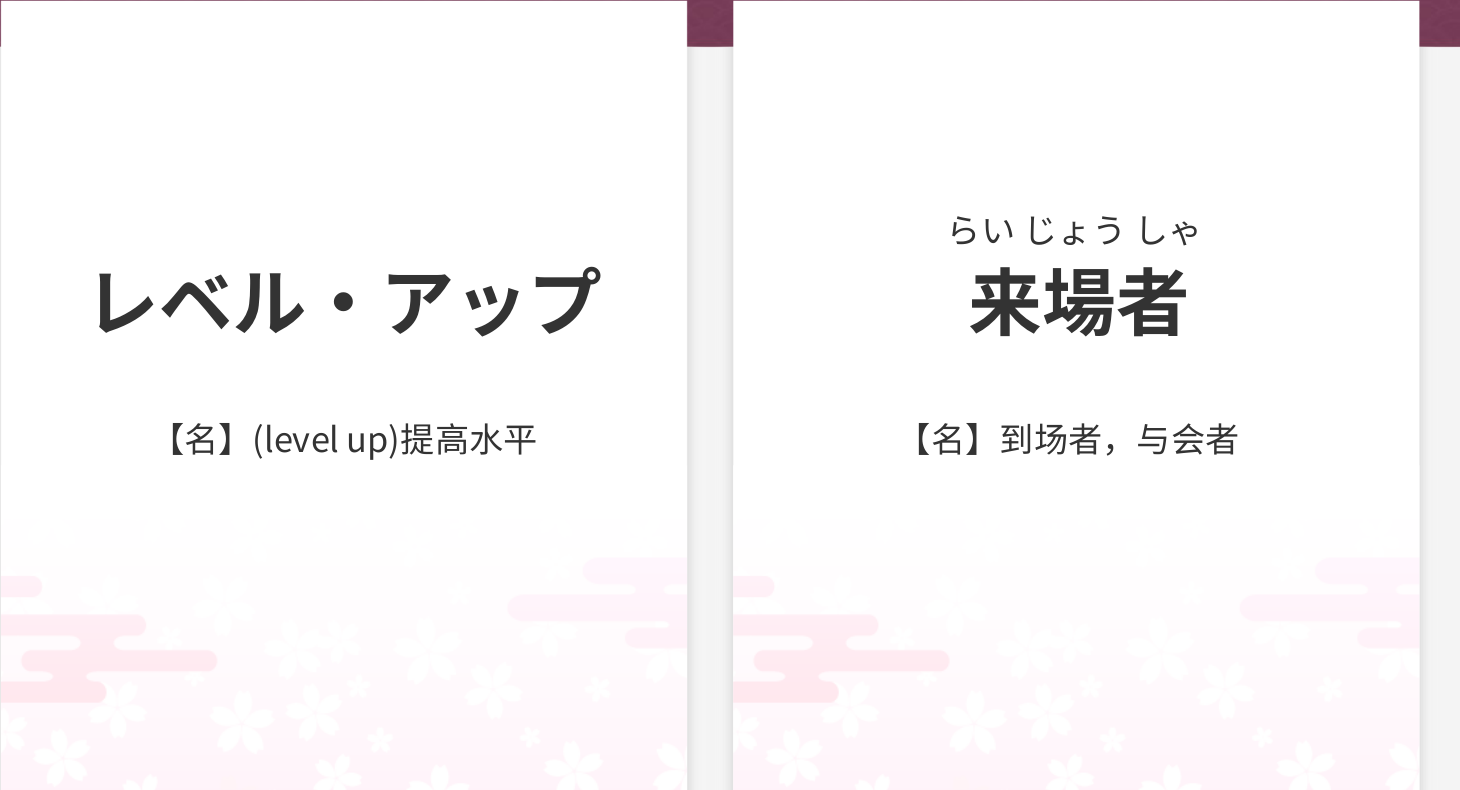 レベル・アップ
【名】(level up)提高水平
らい じょう しゃ
来場者
【名】到场者，与会者